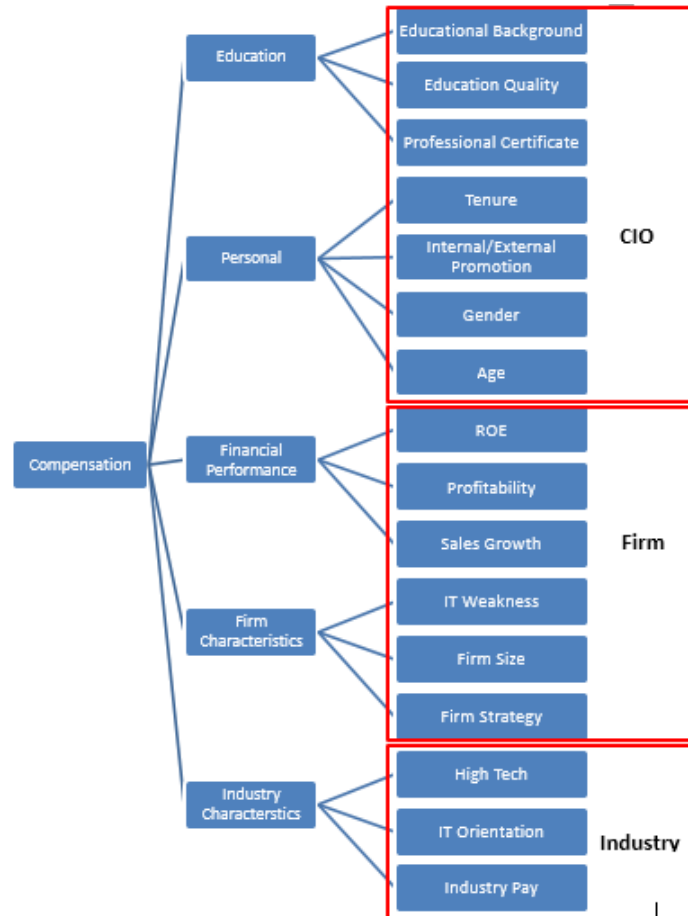 Educational Background
Education
Education Quality
Professional Certificate
Tenure
CIO
Internal/External
Promotion
Personal
Gender
Age
ROE
Financial
Performance
Compensation
Profitability
Firm
Sales Growth
IT Weakness
Firm
Characteristics
Firm Size
Firm Strategy
High Tech
Industry
Characterstics
IT Orientation
Industry
Industry Pay